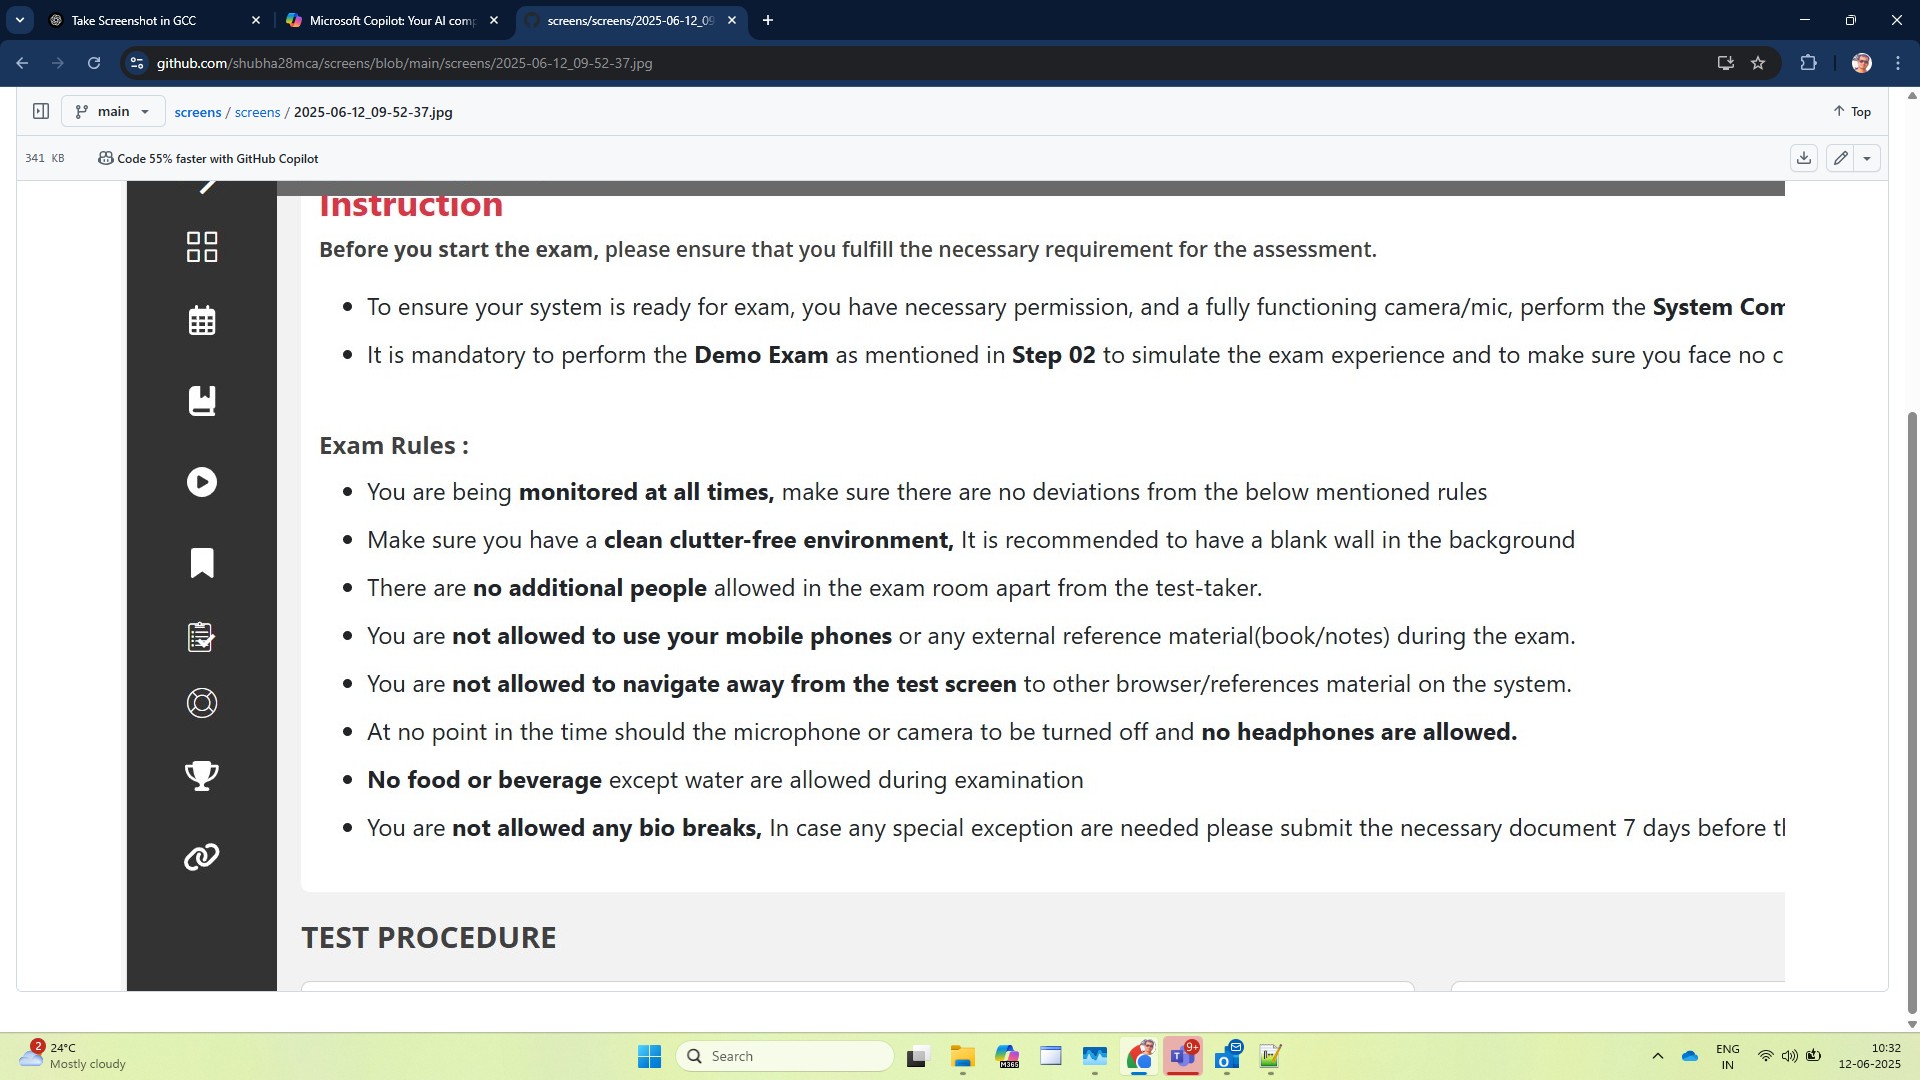 Take Screenshot in GCC
Microsoft Copilot: Your AI comp
screens/screens/2025-06-12_09
github.com/shubha28mca/screens/blob/main/screens/2025-06-12_09-52-37.jpg
main
screens / screens / 2025-06-12_09-52-37.jpg
Top
341 KB
Code 55% faster with GitHub Copilot
Instruction
Before you start the exam, please ensure that you fulfill the necessary requirement for the assessment.
To ensure your system is ready for exam, you have necessary permission, and a fully functioning camera/mic, perform the System Com
It is mandatory to perform the Demo Exam as mentioned in Step 02 to simulate the exam experience and to make sure you face no c
Exam Rules :
You are being monitored at all times, make sure there are no deviations from the below mentioned rules
Make sure you have a clean clutter-free environment, It is recommended to have a blank wall in the background
There are no additional people allowed in the exam room apart from the test-taker.
You are not allowed to use your mobile phones or any external reference material(book/notes) during the exam.
You are not allowed to navigate away from the test screen to other browser/references material on the system.
At no point in the time should the microphone or camera to be turned off and no headphones are allowed.
No food or beverage except water are allowed during examination
You are not allowed any bio breaks, In case any special exception are needed please submit the necessary document 7 days before th
TEST PROCEDURE
2
24°C
Mostly cloudy
Search
M365
9+
ENG
IN
10:32
12-06-2025